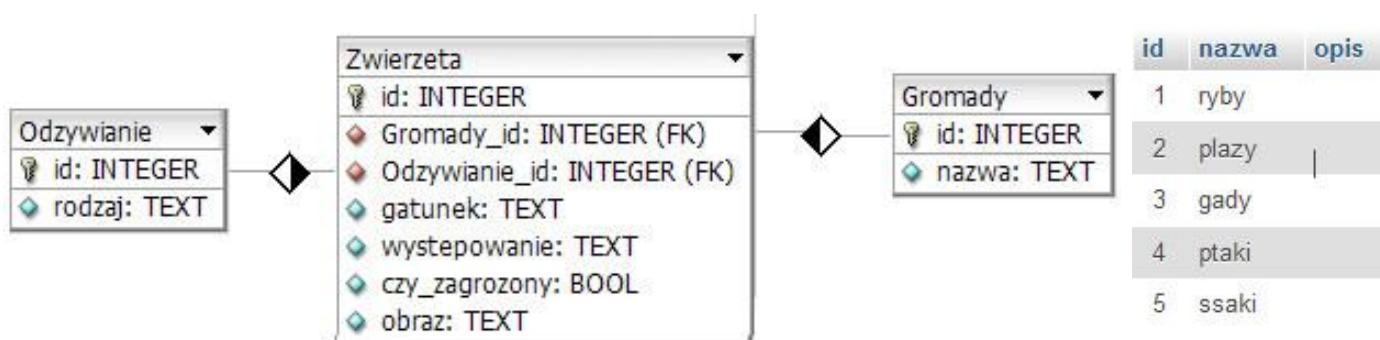 Odzywianie
id: INTEGER
rodzaj: TEXT
Zwierzeta
id: INTEGER
Gromady_id: INTEGER (FK)
Odzywianie_id: INTEGER (FK)
gatunek: TEXT
wystepowanie: TEXT
czy_zagrozony: BOOL
obraz: TEXT
Gromady
id: INTEGER
nazwa: TEXT
id nazwa opis
1 ryby
2 plazy
3 gady
4 ptaki
5 ssaki